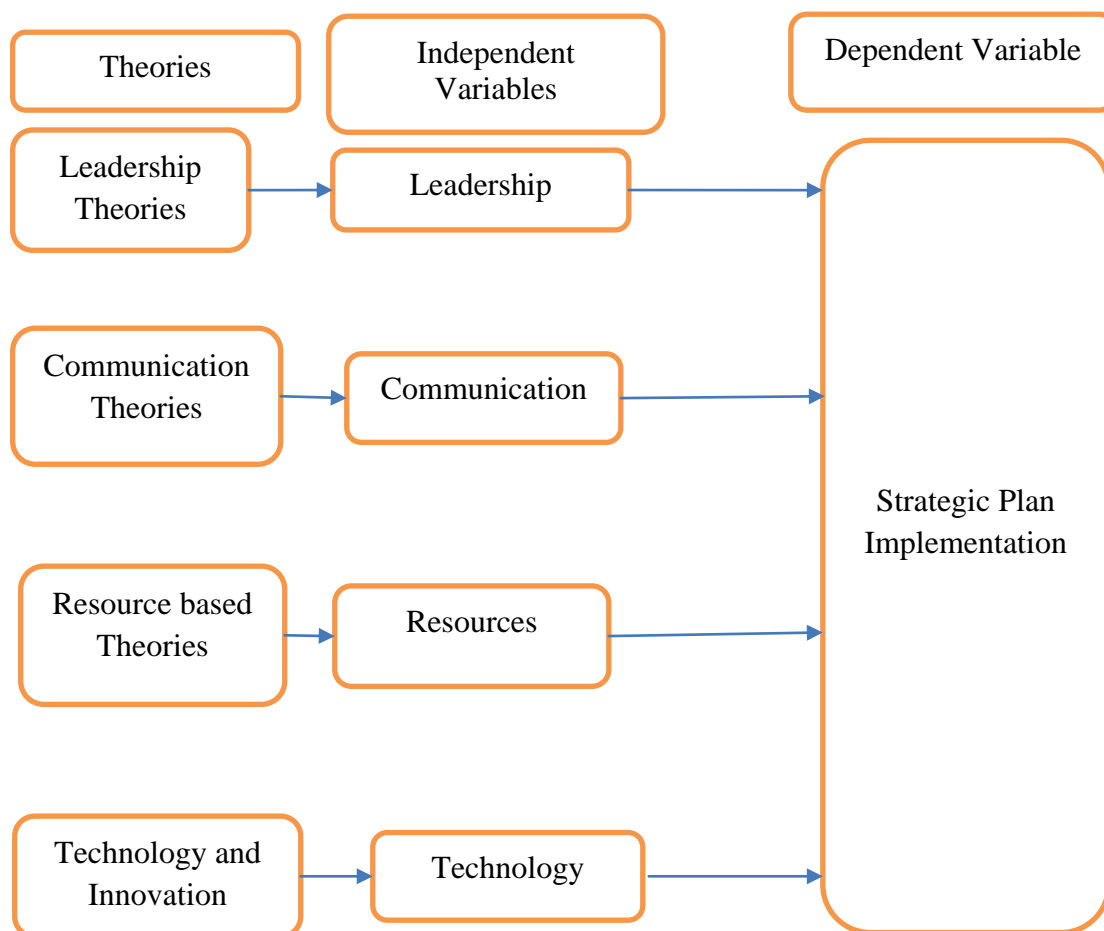 Theories
Independent
Variables
Dependent Variable
Leadership
Theories
Leadership
Communication
Theories
Communication
Strategic Plan
Implementation
Resource based
Theories
Resources
Technology and
Innovation
Technology